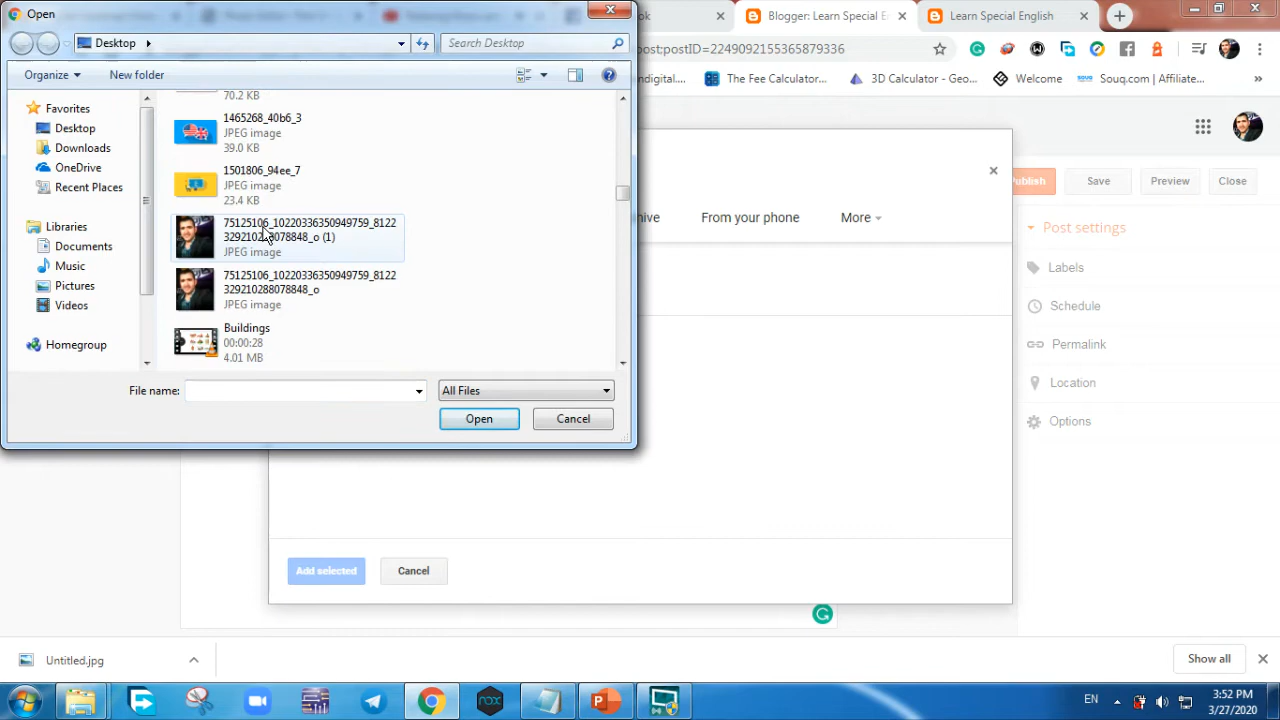 Open
ok
Blogger: Learn Special E
Learn Special English
Desktop
Search Desktop
post:postID=2249092155365879336
Organize
New folder
endigital...
The Fee Calculator...
3D Calculator - Geo...
Welcome
Souq.com | Affiliate...
»
Favorites
Desktop
Downloads
OneDrive
Recent Places
Libraries
Documents
Music
Pictures
Videos
Homegroup
70.2 KB
1465268_40b6_3
JPEG image
39.0 KB
1501806_94ee_7
JPEG image
23.4 KB
75125106_10220336350949759_8122
JPEG image
75125106_10220336350949759_8122
329210288078848_o
JPEG image
Buildings
00:00:28
4.01 MB
File name:
All Files
Open
Cancel
ive
From your phone
More
Publish
Save
Preview
Close
Post settings
Labels
Schedule
Permalink
Location
Options
Add selected
Cancel
Untitled.jpg
Show all
nox
EN
3:52 PM
3/27/2020